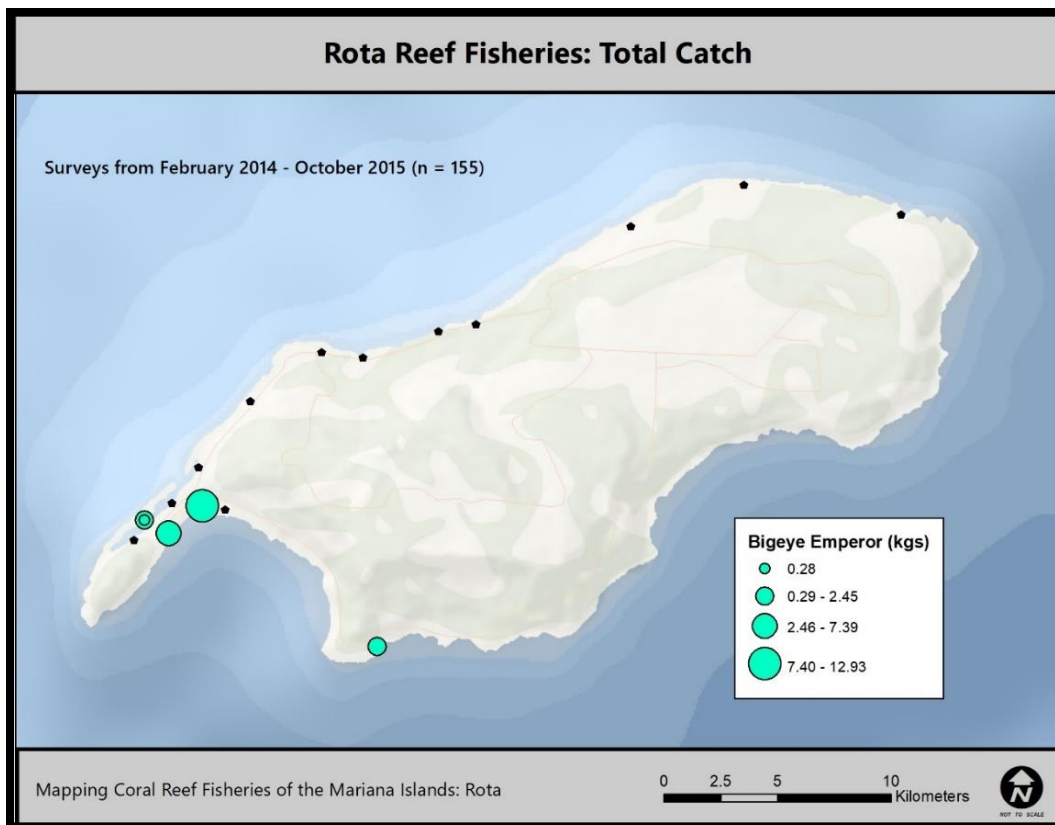 Rota Reef Fisheries: Total Catch
Surveys from February 2014 - October 2015 (n = 155)
Bigeye Emperor (kgs)
0.28
0.29 - 2.45
2.46 - 7.39
7.40 - 12.93
Mapping Coral Reef Fisheries of the Mariana Islands: Rota
0 2.5 5 10
Kilometers
N
NOT TO SCALE